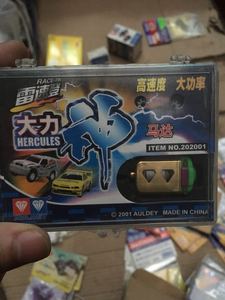 RACE-TIN
雷速
高速度 大功率
大力
神
HERCULES
马达
ITEM NO.202001
© 2001 AULDEY MADE IN CHINA